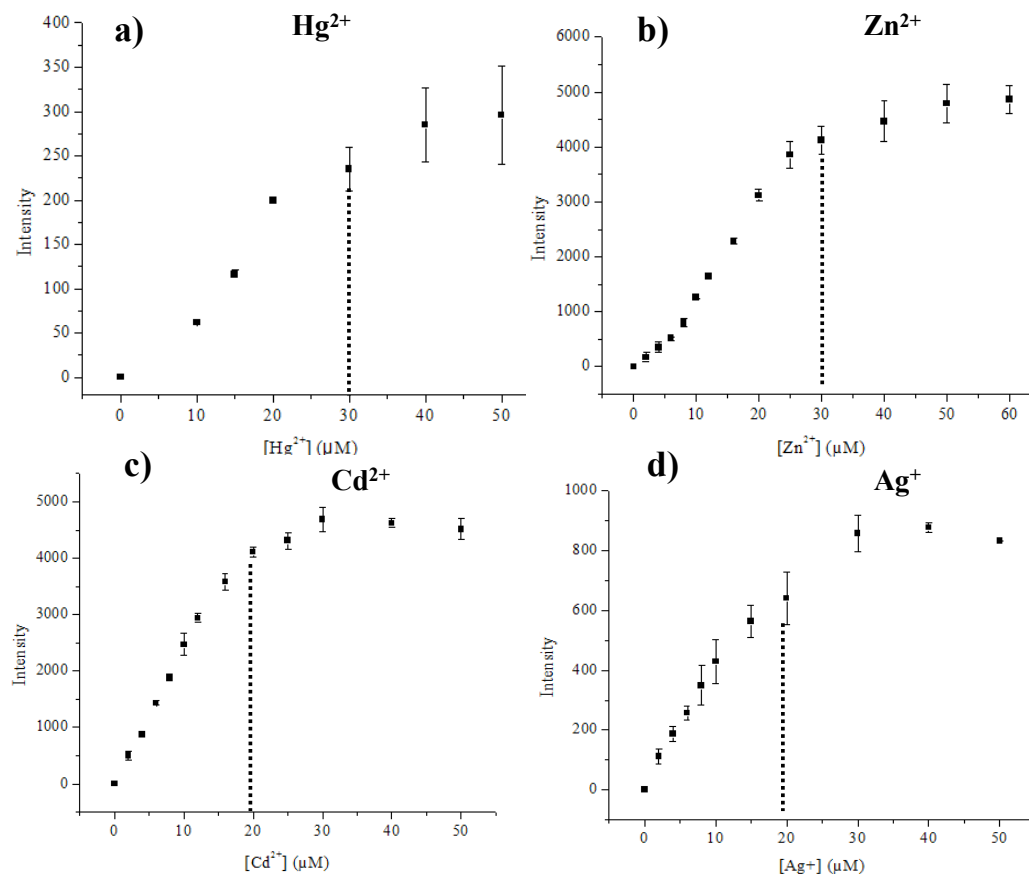 a) Hg²⁺
400
350
300
250
200
150
100
50
0
Intensity
0 10 20 30 40 50
[Hg²⁺] (μM)
b) Zn²⁺
6000
5000
4000
3000
2000
1000
0
Intensity
0 10 20 30 40 50 60
[Zn²⁺] (μM)
c) Cd²⁺
5000
4000
3000
2000
1000
0
Intensity
0 10 20 30 40 50
[Cd²⁺] (μM)
d) Ag⁺
1000
800
600
400
200
0
Intensity
0 10 20 30 40 50
[Ag+] (μM)